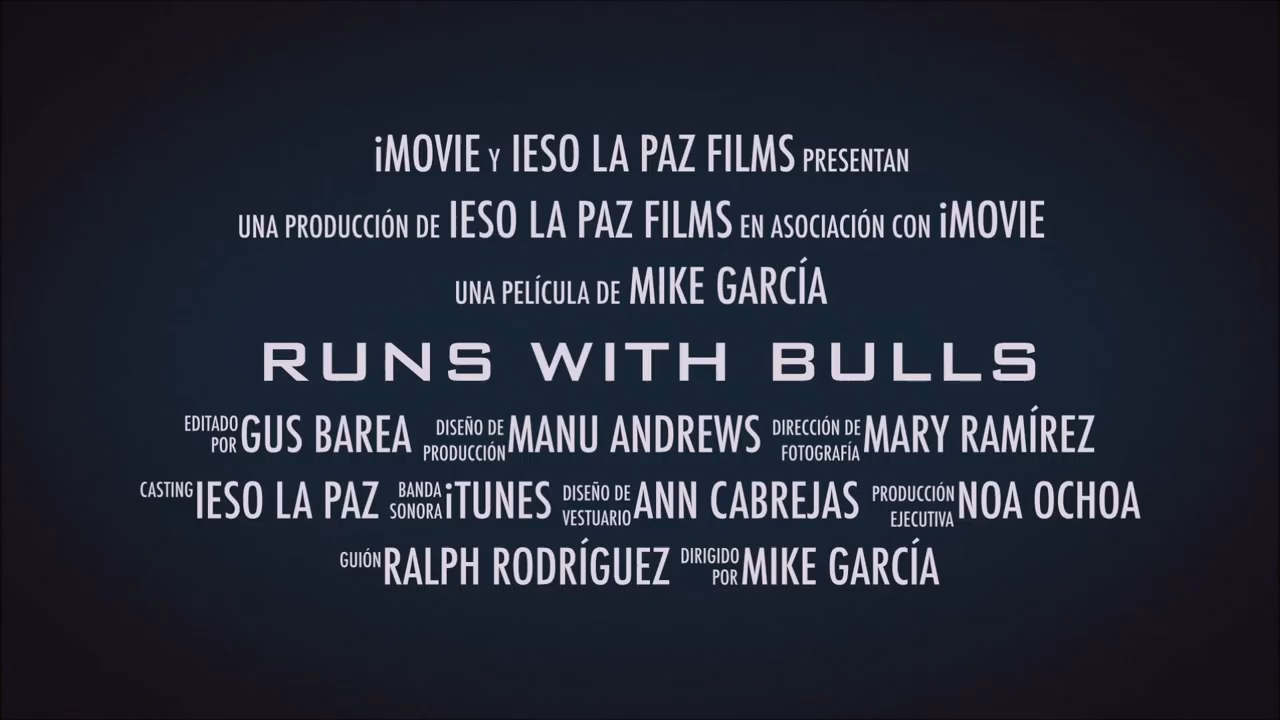 iMOVIE Y IESO LA PAZ FILMS PRESENTAN
UNA PRODUCCIÓN DE IESO LA PAZ FILMS EN ASOCIACIÓN CON iMOVIE
UNA PELÍCULA DE MIKE GARCÍA
RUNS WITH BULLS
EDITADO POR GUS BAREA DISEÑO DE PRODUCCIÓN MANU ANDREWS DIRECCIÓN DE FOTOGRAFÍA MARY RAMÍREZ
CASTING IESO LA PAZ BANDA SONORA iTUNES DISEÑO DE VESTUARIO ANN CABREJAS PRODUCCIÓN EJECUTIVA NOA OCHOA
GUIÓN RALPH RODRÍGUEZ DIRIGIDO POR MIKE GARCÍA